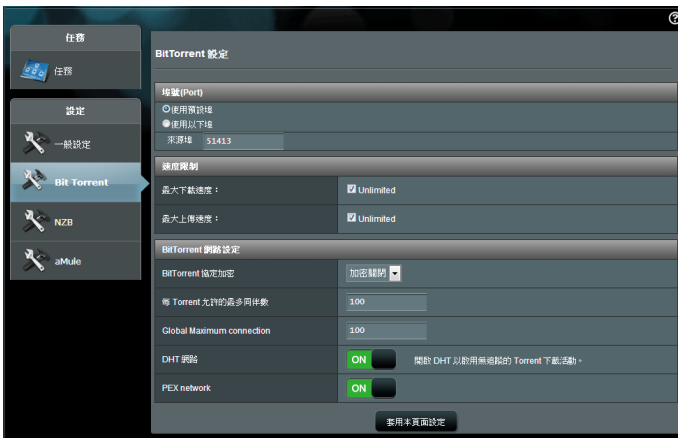 任務
任務
設定
一般設定
Bit Torrent
NZB
aMule
BitTorrent 設定
埠號(Port)
使用預設埠
使用以下埠
來源埠 51413
速度限制
最大下載速度： Unlimited
最大上傳速度： Unlimited
BitTorrent 網路設定
BitTorrent 協定加密 加密關閉
每 Torrent 允許的最多同伴數 100
Global Maximum connection 100
DHT 網路 ON 開啟 DHT 以啟用無追蹤的 Torrent 下載活動。
PEX network ON
套用本頁面設定